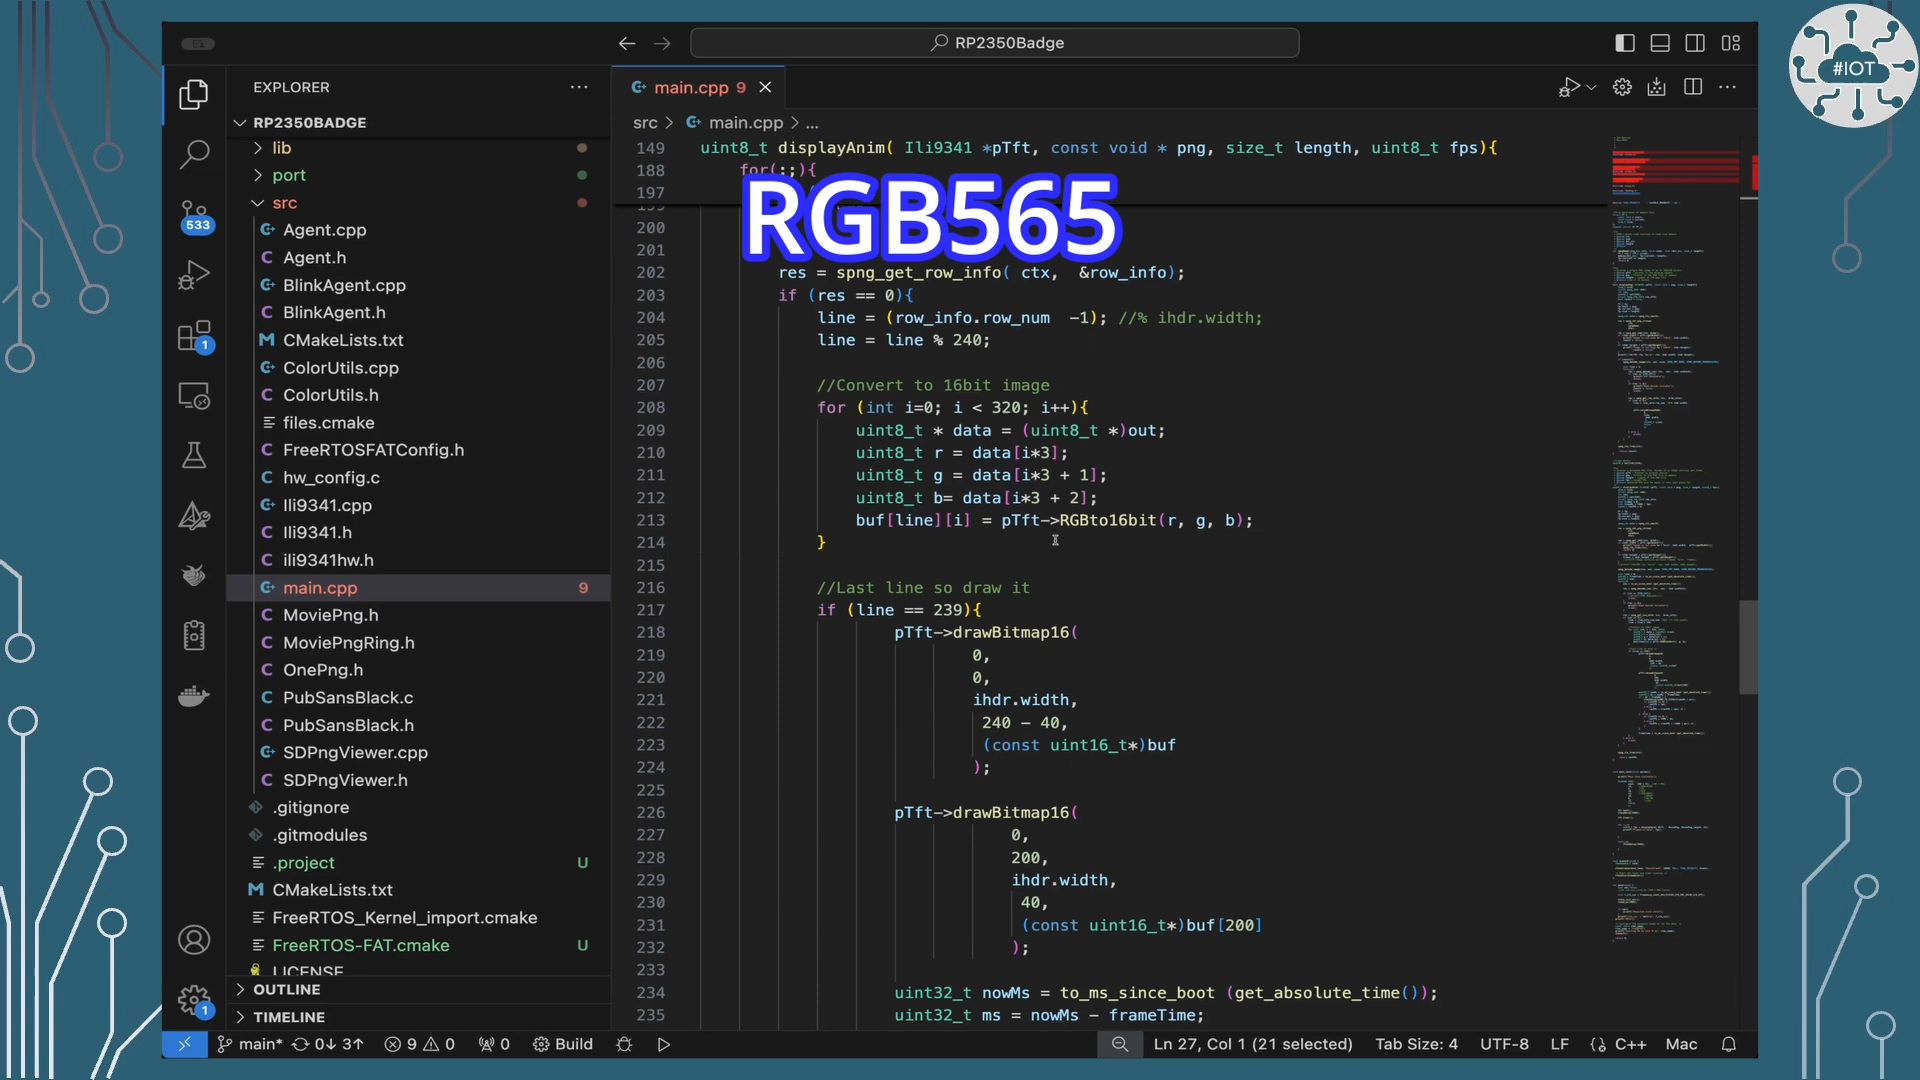 RP2350Badge
#IOT
EXPLORER
RP2350BADGE
lib
port
src
Agent.cpp
Agent.h
BlinkAgent.cpp
BlinkAgent.h
CMakeLists.txt
ColorUtils.cpp
ColorUtils.h
files.cmake
FreeRTOSFATConfig.h
hw_config.c
Ili9341.cpp
Ili9341.h
ili9341hw.h
main.cpp 9
MoviePng.h
MoviePngRing.h
OnePng.h
PubSansBlack.c
PubSansBlack.h
SDPngViewer.cpp
SDPngViewer.h
.gitignore
.gitmodules
.project U
CMakeLists.txt
FreeRTOS_Kernel_import.cmake
FreeRTOS-FAT.cmake U
LICENSE
OUTLINE
TIMELINE
533
1
1
main.cpp 9
src > main.cpp > ...
149 uint8_t displayAnim( Ili9341 *pTft, const void * png, size_t length, uint8_t fps){
188 for(;;){
197
RGB565
200
201
202 res = spng_get_row_info( ctx, &row_info);
203 if (res == 0){
204 line = (row_info.row_num -1); //% ihdr.width;
205 line = line % 240;
206
207 //Convert to 16bit image
208 for (int i=0; i < 320; i++){
209 uint8_t * data = (uint8_t *)out;
210 uint8_t r = data[i*3];
211 uint8_t g = data[i*3 + 1];
212 uint8_t b= data[i*3 + 2];
213 buf[line][i] = pTft->RGBto16bit(r, g, b);
214 }
215
216 //Last line so draw it
217 if (line == 239){
218 pTft->drawBitmap16(
219 0,
220 0,
221 ihdr.width,
222 240 - 40,
223 (const uint16_t*)buf
224 );
225
226 pTft->drawBitmap16(
227 0,
228 200,
229 ihdr.width,
230 40,
231 (const uint16_t*)buf[200]
232 );
233
234 uint32_t nowMs = to_ms_since_boot (get_absolute_time());
235 uint32_t ms = nowMs - frameTime;
main* 0↓ 3↑ 9 0 0 Build Ln 27, Col 1 (21 selected) Tab Size: 4 UTF-8 LF C++ Mac